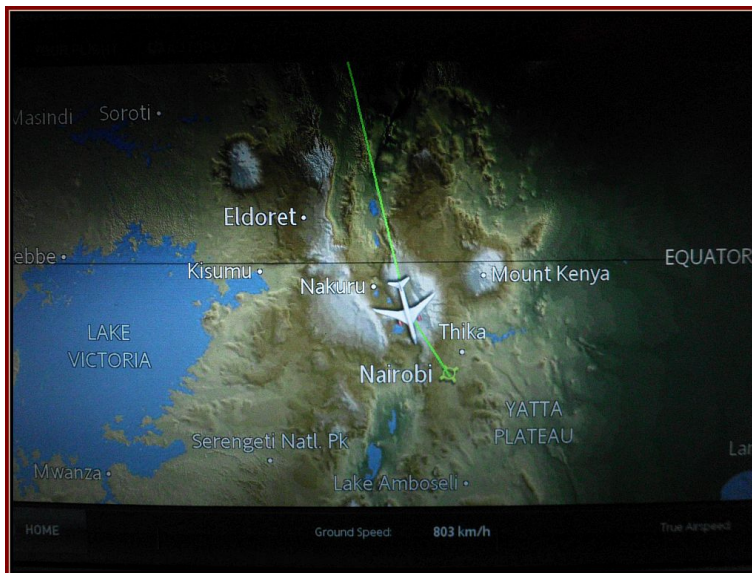 Masindi
Soroti
Eldoret
ebbe
EQUATOR
Kisumu
Mount Kenya
Nakuru
LAKE
VICTORIA
Thika
Nairobi
YATTA
PLATEAU
Serengeti Natl. Pk
Lar
Mwanza
Lake Amboseli
HOME
Ground Speed:
803 km/h
True Airspeed: